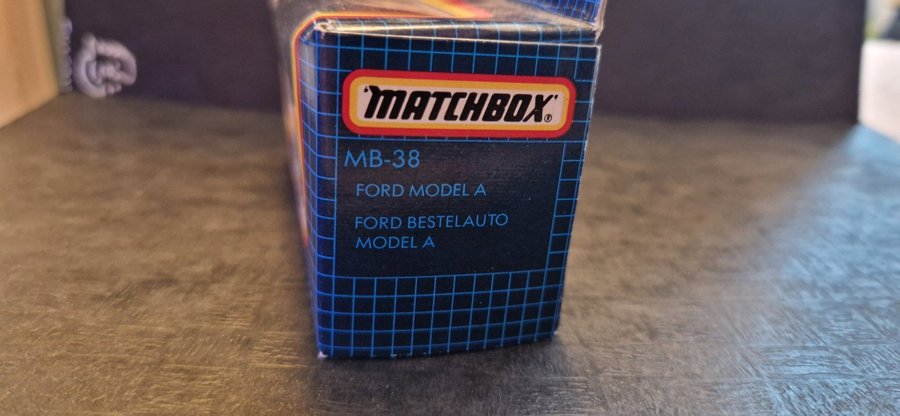 'MATCHBOX'®
MB-38
FORD MODEL A
FORD BESTELAUTO
MODEL A